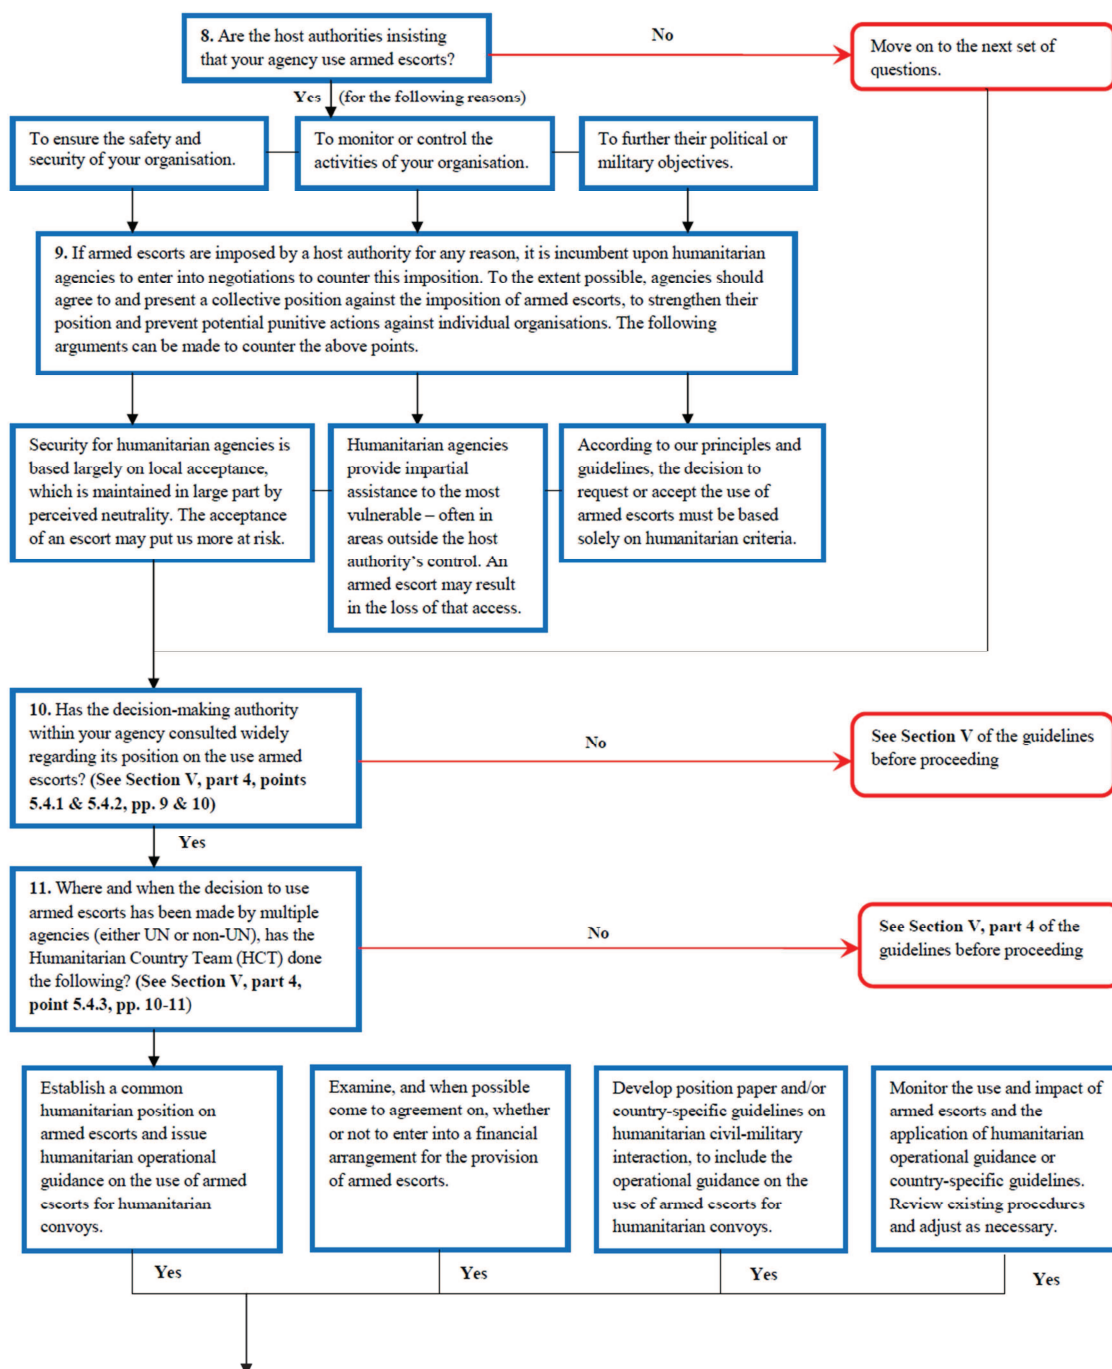 8. Are the host authorities insisting
that your agency use armed escorts?
No
Move on to the next set of
questions.
Yes (for the following reasons)
To ensure the safety and
security of your organisation.
To monitor or control the
activities of your organisation.
To further their political or
military objectives.
9. If armed escorts are imposed by a host authority for any reason, it is incumbent upon humanitarian
agencies to enter into negotiations to counter this imposition. To the extent possible, agencies should
agree to and present a collective position against the imposition of armed escorts, to strengthen their
position and prevent potential punitive actions against individual organisations. The following
arguments can be made to counter the above points.
Security for humanitarian agencies is
based largely on local acceptance,
which is maintained in large part by
perceived neutrality. The acceptance
of an escort may put us more at risk.
Humanitarian agencies
provide impartial
assistance to the most
vulnerable – often in
areas outside the host
authority's control. An
armed escort may result
in the loss of that access.
According to our principles and
guidelines, the decision to
request or accept the use of
armed escorts must be based
solely on humanitarian criteria.
10. Has the decision-making authority
within your agency consulted widely
regarding its position on the use armed
escorts? (See Section V, part 4, points
5.4.1 & 5.4.2, pp. 9 & 10)
No
See Section V of the guidelines
before proceeding
Yes
11. Where and when the decision to use
armed escorts has been made by multiple
agencies (either UN or non-UN), has the
Humanitarian Country Team (HCT) done
the following? (See Section V, part 4,
point 5.4.3, pp. 10-11)
No
See Section V, part 4 of the
guidelines before proceeding
Establish a common
humanitarian position on
armed escorts and issue
humanitarian operational
guidance on the use of armed
escorts for humanitarian
convoys.
Examine, and when possible
come to agreement on, whether
or not to enter into a financial
arrangement for the provision
of armed escorts.
Develop position paper and/or
country-specific guidelines on
humanitarian civil-military
interaction, to include the
operational guidance on the
use of armed escorts for
humanitarian convoys.
Monitor the use and impact of
armed escorts and the
application of humanitarian
operational guidance or
country-specific guidelines.
Review existing procedures
and adjust as necessary.
Yes
Yes
Yes
Yes